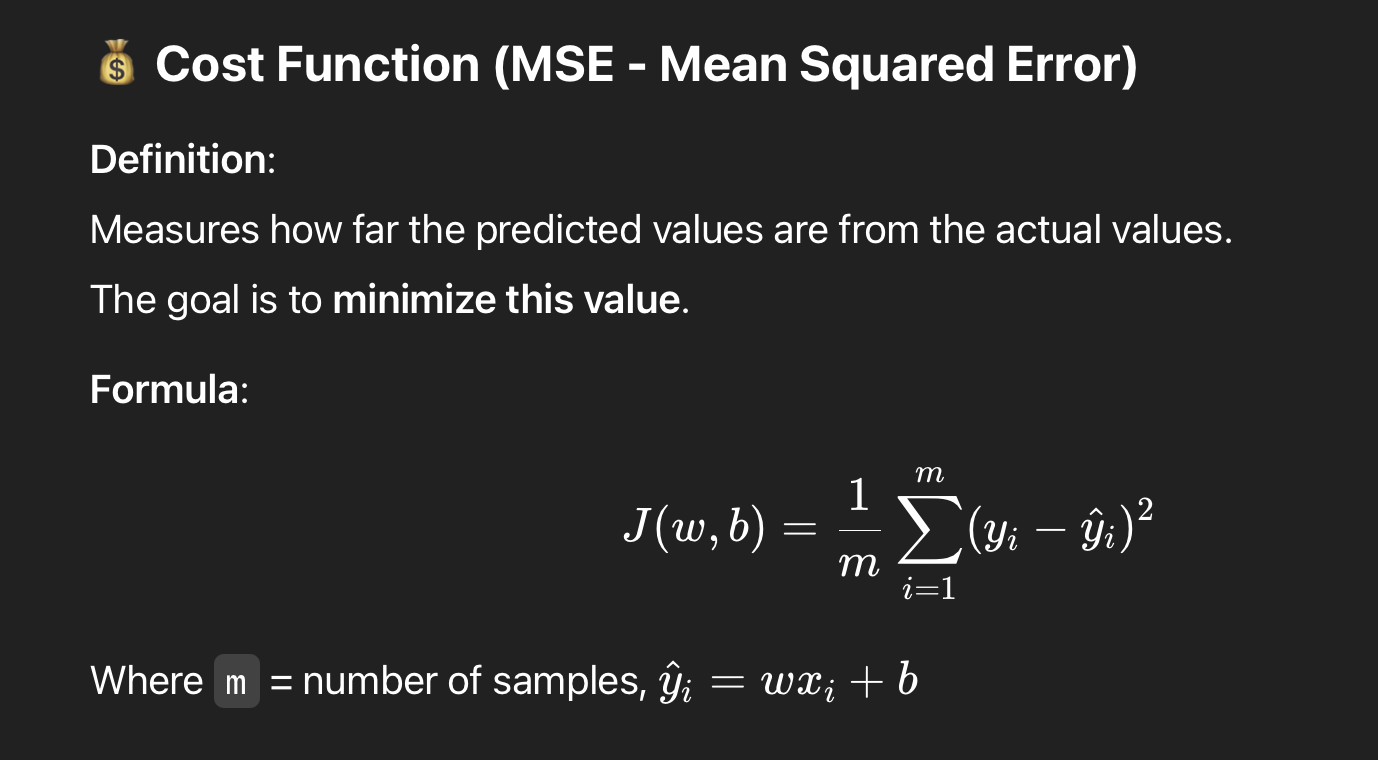 💰 Cost Function (MSE - Mean Squared Error)
Definition:
Measures how far the predicted values are from the actual values.
The goal is to minimize this value.
Formula:
J(w, b) = \frac{1}{m} \sum_{i=1}^{m} (y_i - \hat{y}_i)^2
Where m = number of samples, \hat{y}_i = wx_i + b